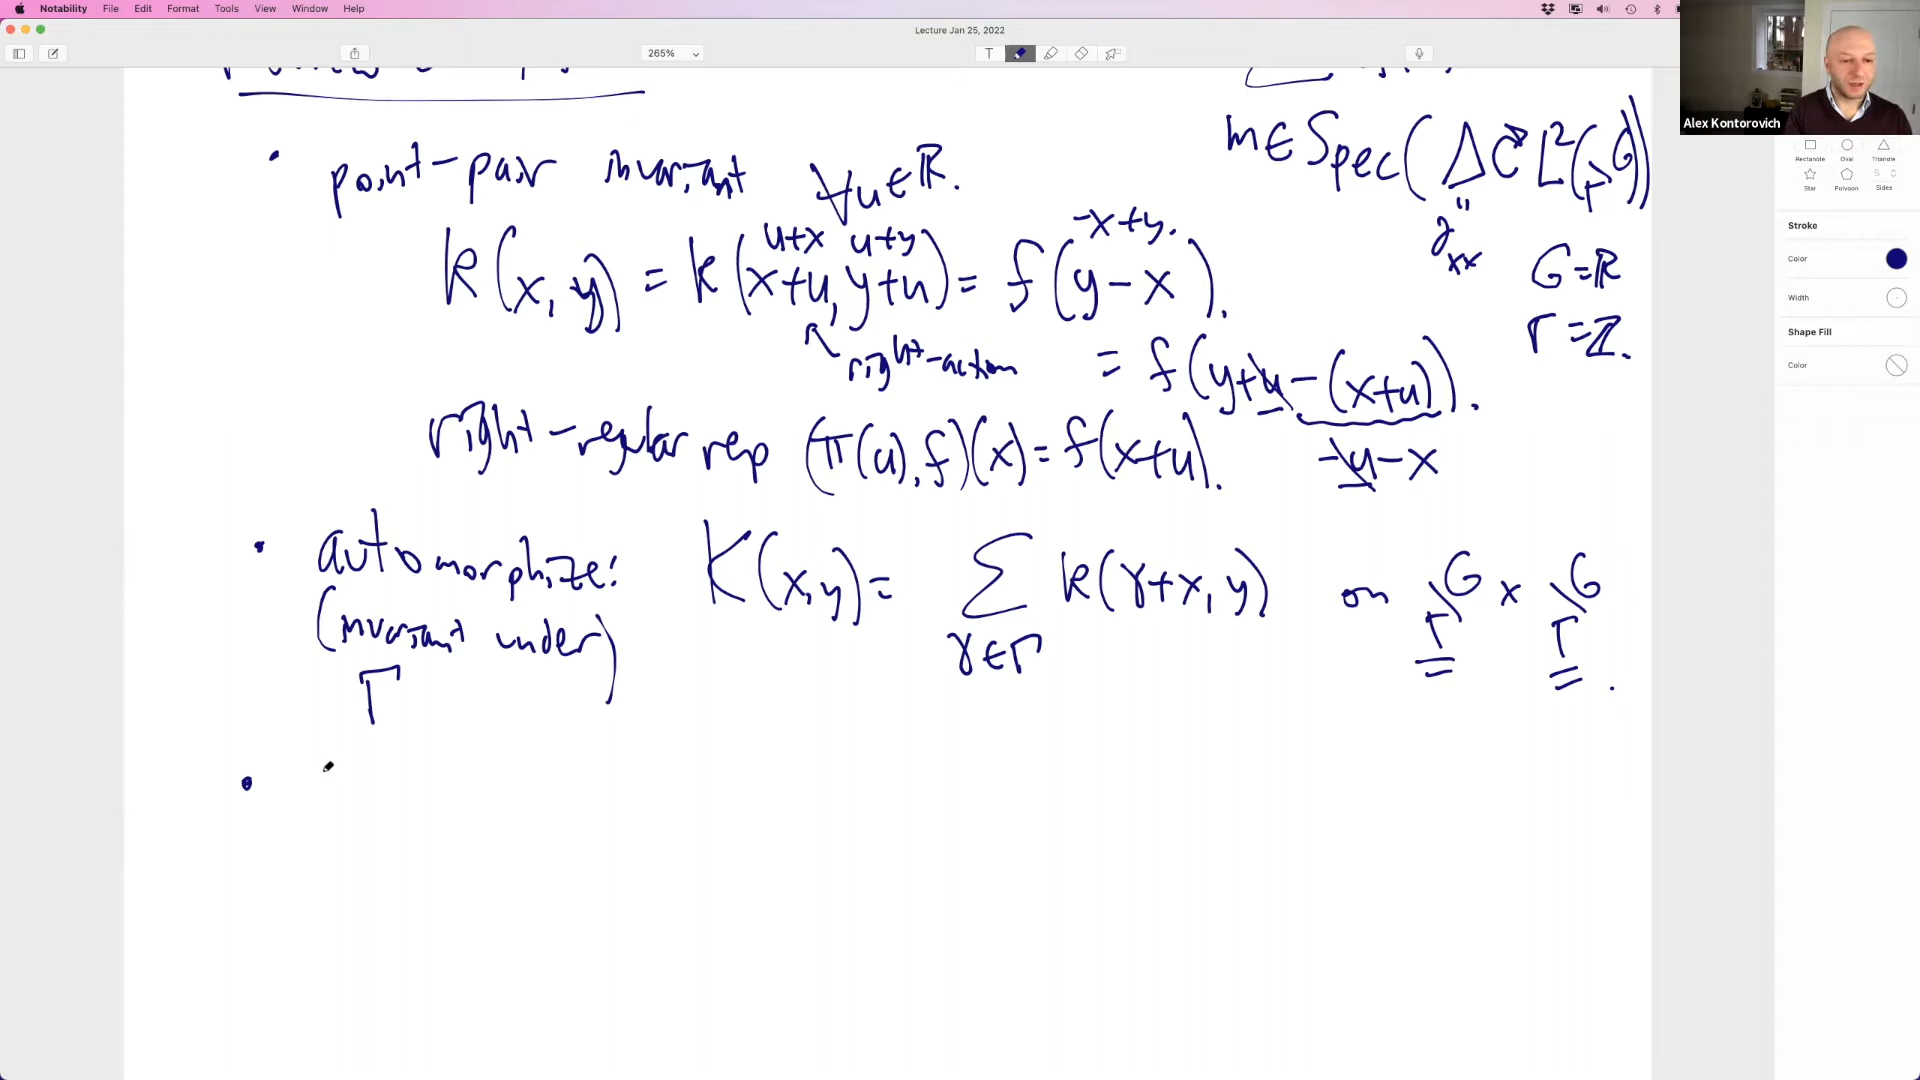 Notability File Edit Format Tools View Window Help
Lecture Jan 25, 2022
265%
T
Alex Kontorovich
Rectangle Oval Triangle
Star Polygon 5 Sides
Stroke
Color
Width
Shape Fill
Color
m ∈ Spec(Δ ↻ L²(Γ\G))
"
∂xx
G = ℝ
Γ = ℤ.
• point-pair invariant ∀u∈ℝ.
u+x u+y -x+y.
k(x,y) = k(x+u, y+u) = f(y-x).
right-action = f(y+u-(x+u)).
right-regular rep (π(u).f)(x) = f(x+u). -u-x
• automorphize: K(x,y) = Σ k(γ+x, y) on Γ\G × Γ\G.
(invariant under) γ∈Γ
Γ
•